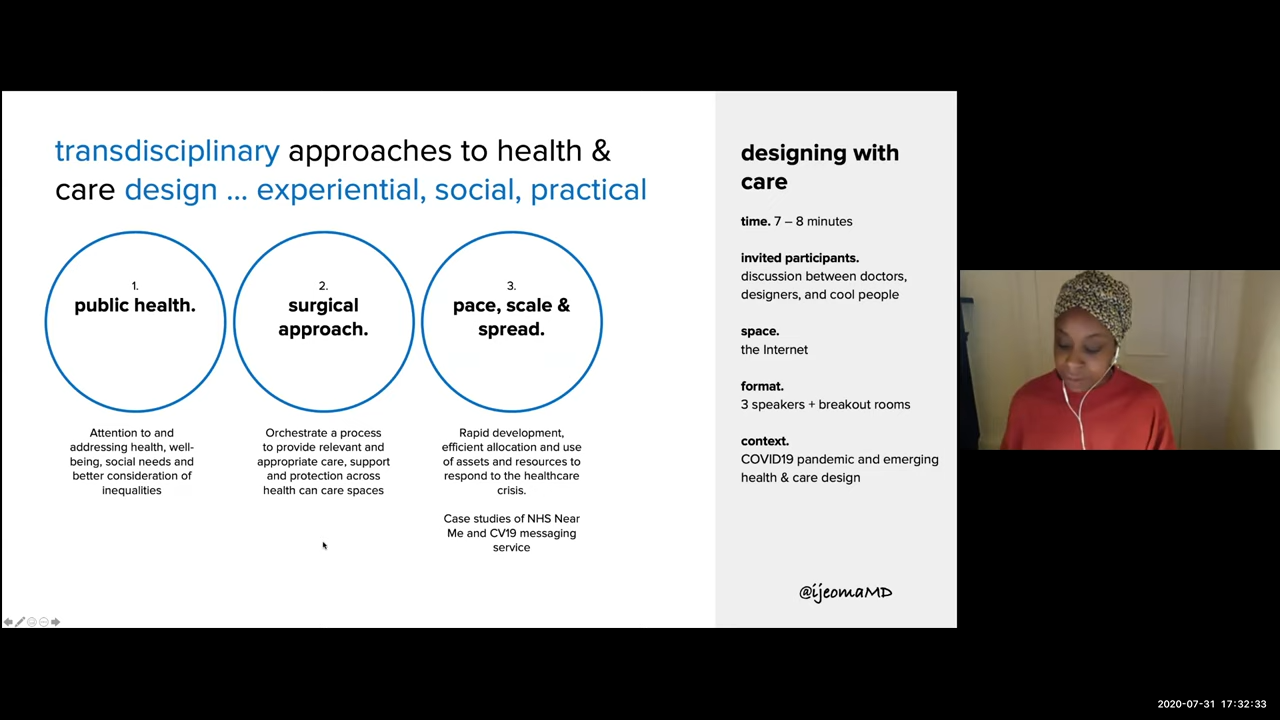 transdisciplinary approaches to health &
care design ... experiential, social, practical
1.
public health.
Attention to and
addressing health, well-
being, social needs and
better consideration of
inequalities
2.
surgical
approach.
Orchestrate a process
to provide relevant and
appropriate care, support
and protection across
health can care spaces
3.
pace, scale &
spread.
Rapid development,
efficient allocation and use
of assets and resources to
respond to the healthcare
crisis.
Case studies of NHS Near
Me and CV19 messaging
service
designing with
care
time. 7 – 8 minutes
invited participants.
discussion between doctors,
designers, and cool people
space.
the Internet
format.
3 speakers + breakout rooms
context.
COVID19 pandemic and emerging
health & care design
@ijeomaMD
2020-07-31 17:32:33